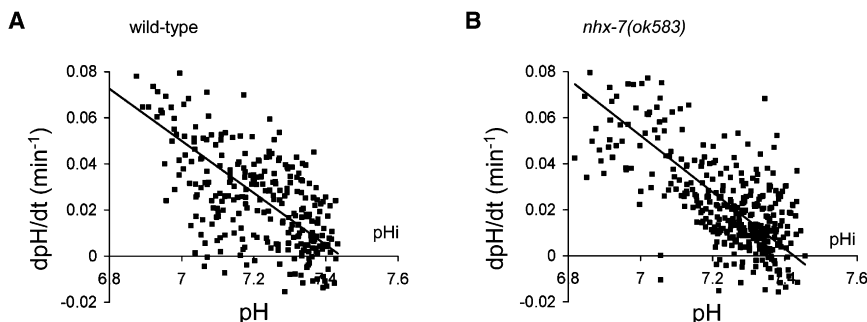 A
wild-type
0.08
0.06
0.04
0.02
0
-0.02
dpH/dt (min-1)
pHi
6.8
7
7.2
7.4
7.6
pH
B
nhx-7(ok583)
0.08
0.06
0.04
0.02
0
-0.02
dpH/dt (min-1)
pHi
6.8
7
7.2
7.4
7.6
pH